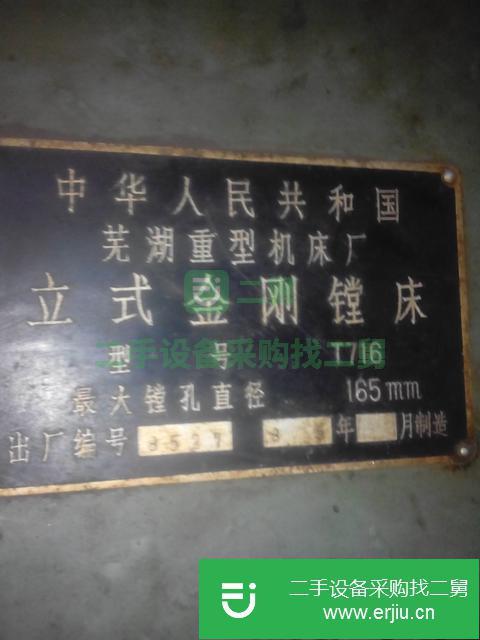 中华人民共和国
芜湖重型机床厂
立式金刚镗床
型号 T716
最大镗孔直径 165mm
出厂编号 年 月制造
二舅
二手设备采购找二舅
二手设备采购找二舅
www.erjiu.cn